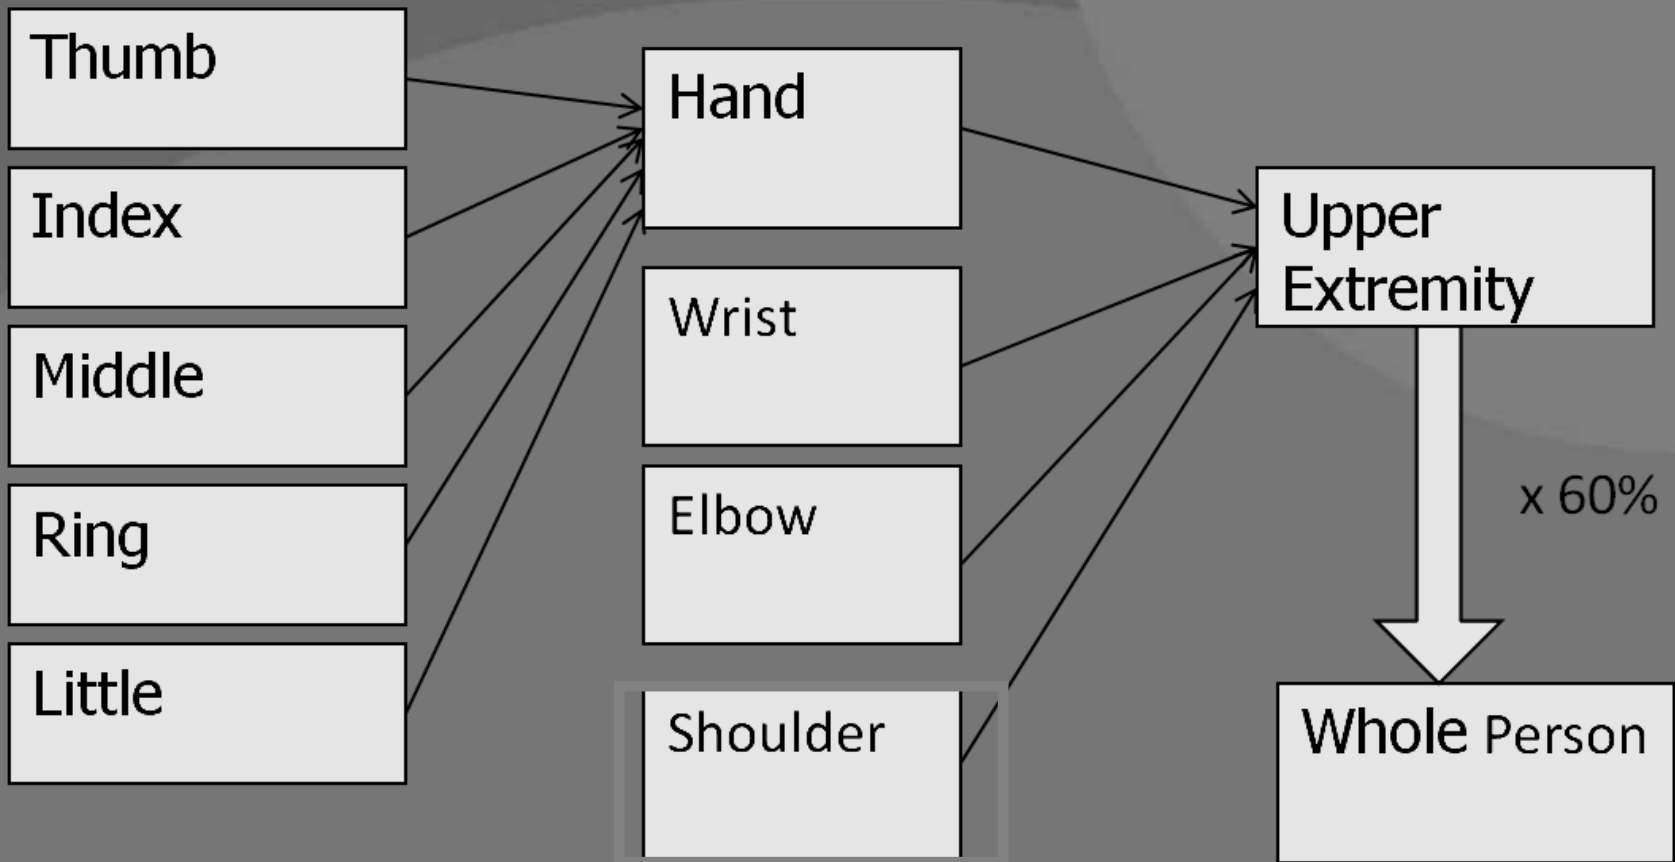 Thumb
Index
Middle
Ring
Little
Hand
Wrist
Elbow
Shoulder
Upper
Extremity
x 60%
Whole Person